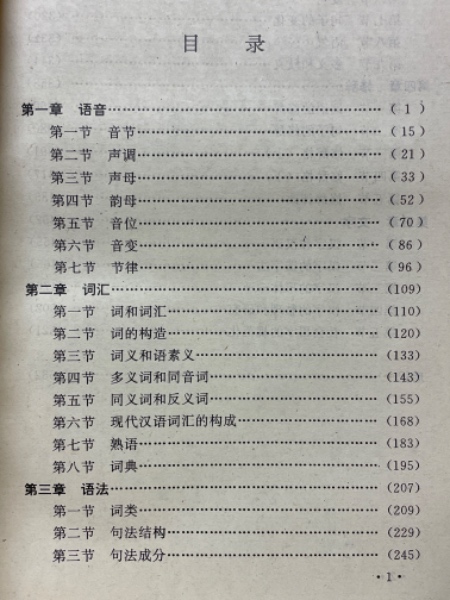 目 录
第一章 语音……………………………………( 1 )
第一节 音节……………………………………( 15 )
第二节 声调……………………………………( 21 )
第三节 声母……………………………………( 33 )
第四节 韵母……………………………………( 52 )
第五节 音位……………………………………( 70 )
第六节 音变……………………………………( 86 )
第七节 节律……………………………………( 96 )
第二章 词汇……………………………………(109)
第一节 词和词汇………………………………(110)
第二节 词的构造………………………………(120)
第三节 词义和语素义…………………………(133)
第四节 多义词和同音词………………………(143)
第五节 同义词和反义词………………………(155)
第六节 现代汉语词汇的构成…………………(168)
第七节 熟语……………………………………(183)
第八节 词典……………………………………(195)
第三章 语法……………………………………(207)
第一节 词类……………………………………(209)
第二节 句法结构………………………………(229)
第三节 句法成分………………………………(245)
·1·